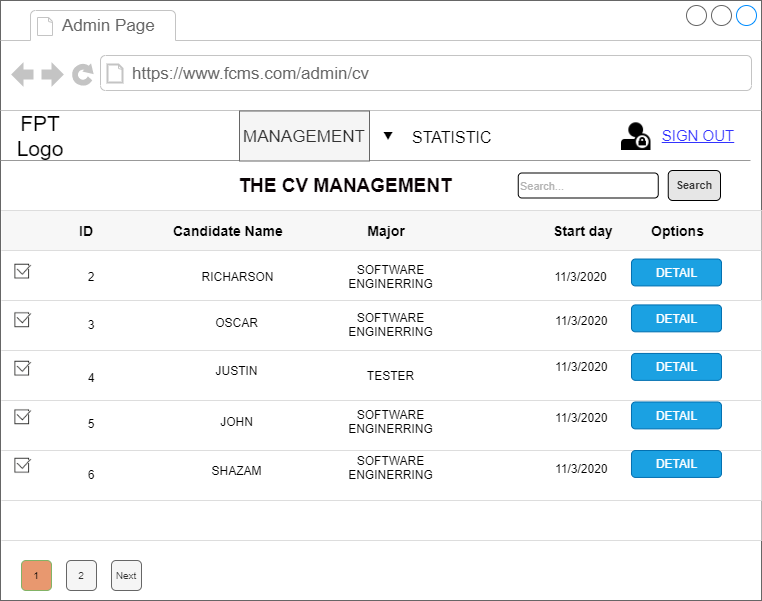 Admin Page
https://www.fcms.com/admin/cv
FPT
Logo
MANAGEMENT
STATISTIC
SIGN OUT
THE CV MANAGEMENT
Search...
Search
ID Candidate Name Major Start day Options
2 RICHARSON SOFTWARE ENGINERRING 11/3/2020 DETAIL
3 OSCAR SOFTWARE ENGINERRING 11/3/2020 DETAIL
4 JUSTIN TESTER 11/3/2020 DETAIL
5 JOHN SOFTWARE ENGINERRING 11/3/2020 DETAIL
6 SHAZAM SOFTWARE ENGINERRING 11/3/2020 DETAIL
1 2 Next